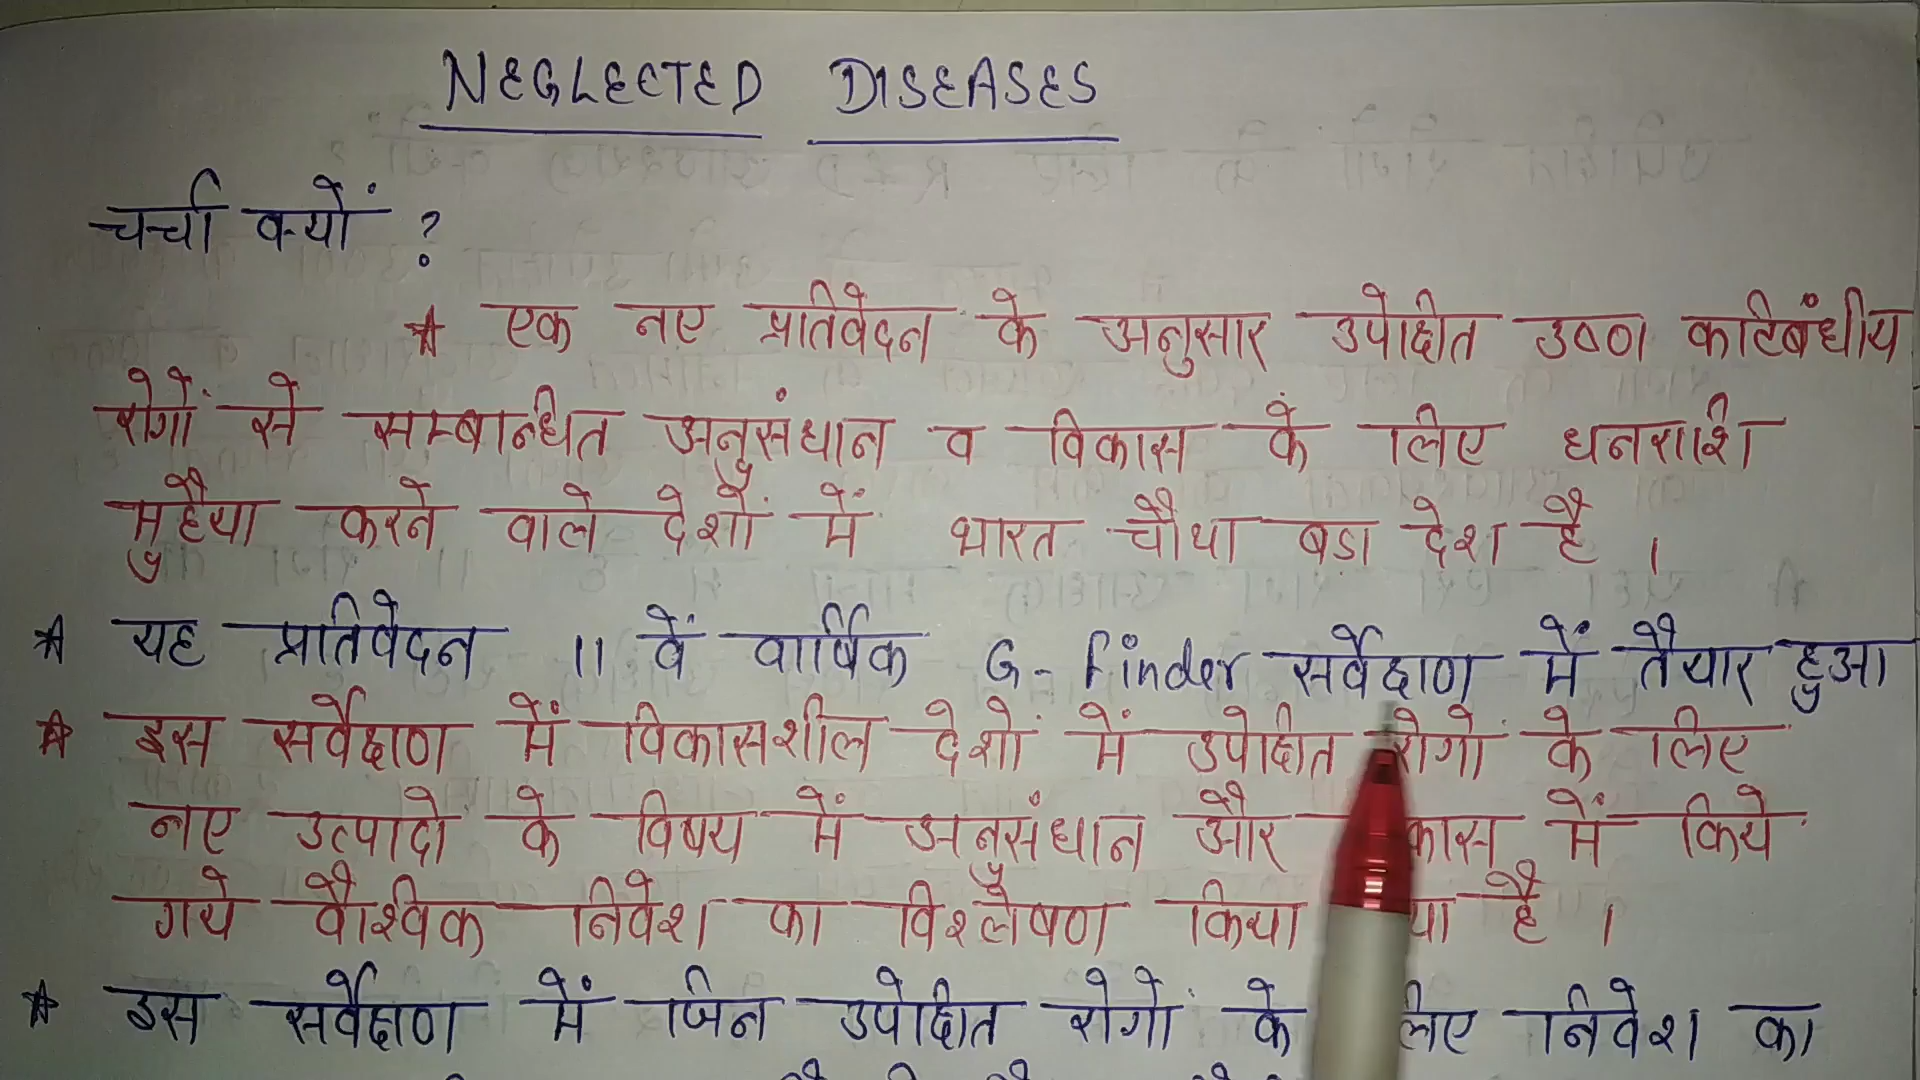 NEGLECTED DISEASES
चर्चा क्यों ?
* एक नए प्रतिवेदन के अनुसार उपेक्षित उष्ण कटिबंधीय
रोगों से सम्बन्धित अनुसंधान व विकास के लिए धनराशि
मुहैया करने वाले देशों में भारत चौथा बडा देश है ।
* यह प्रतिवेदन 11 वें वार्षिक G-Finder सर्वेक्षण में तैयार हुआ
* इस सर्वेक्षण में विकासशील देशों में उपेक्षित रोगों के लिए
नए उत्पादों के विषय में अनुसंधान और कास में किये
गये वैश्विक निवेश का विश्लेषण किया या है ।
* इस सर्वेक्षण में जिन उपेक्षित रोगों के लिए निवेश का